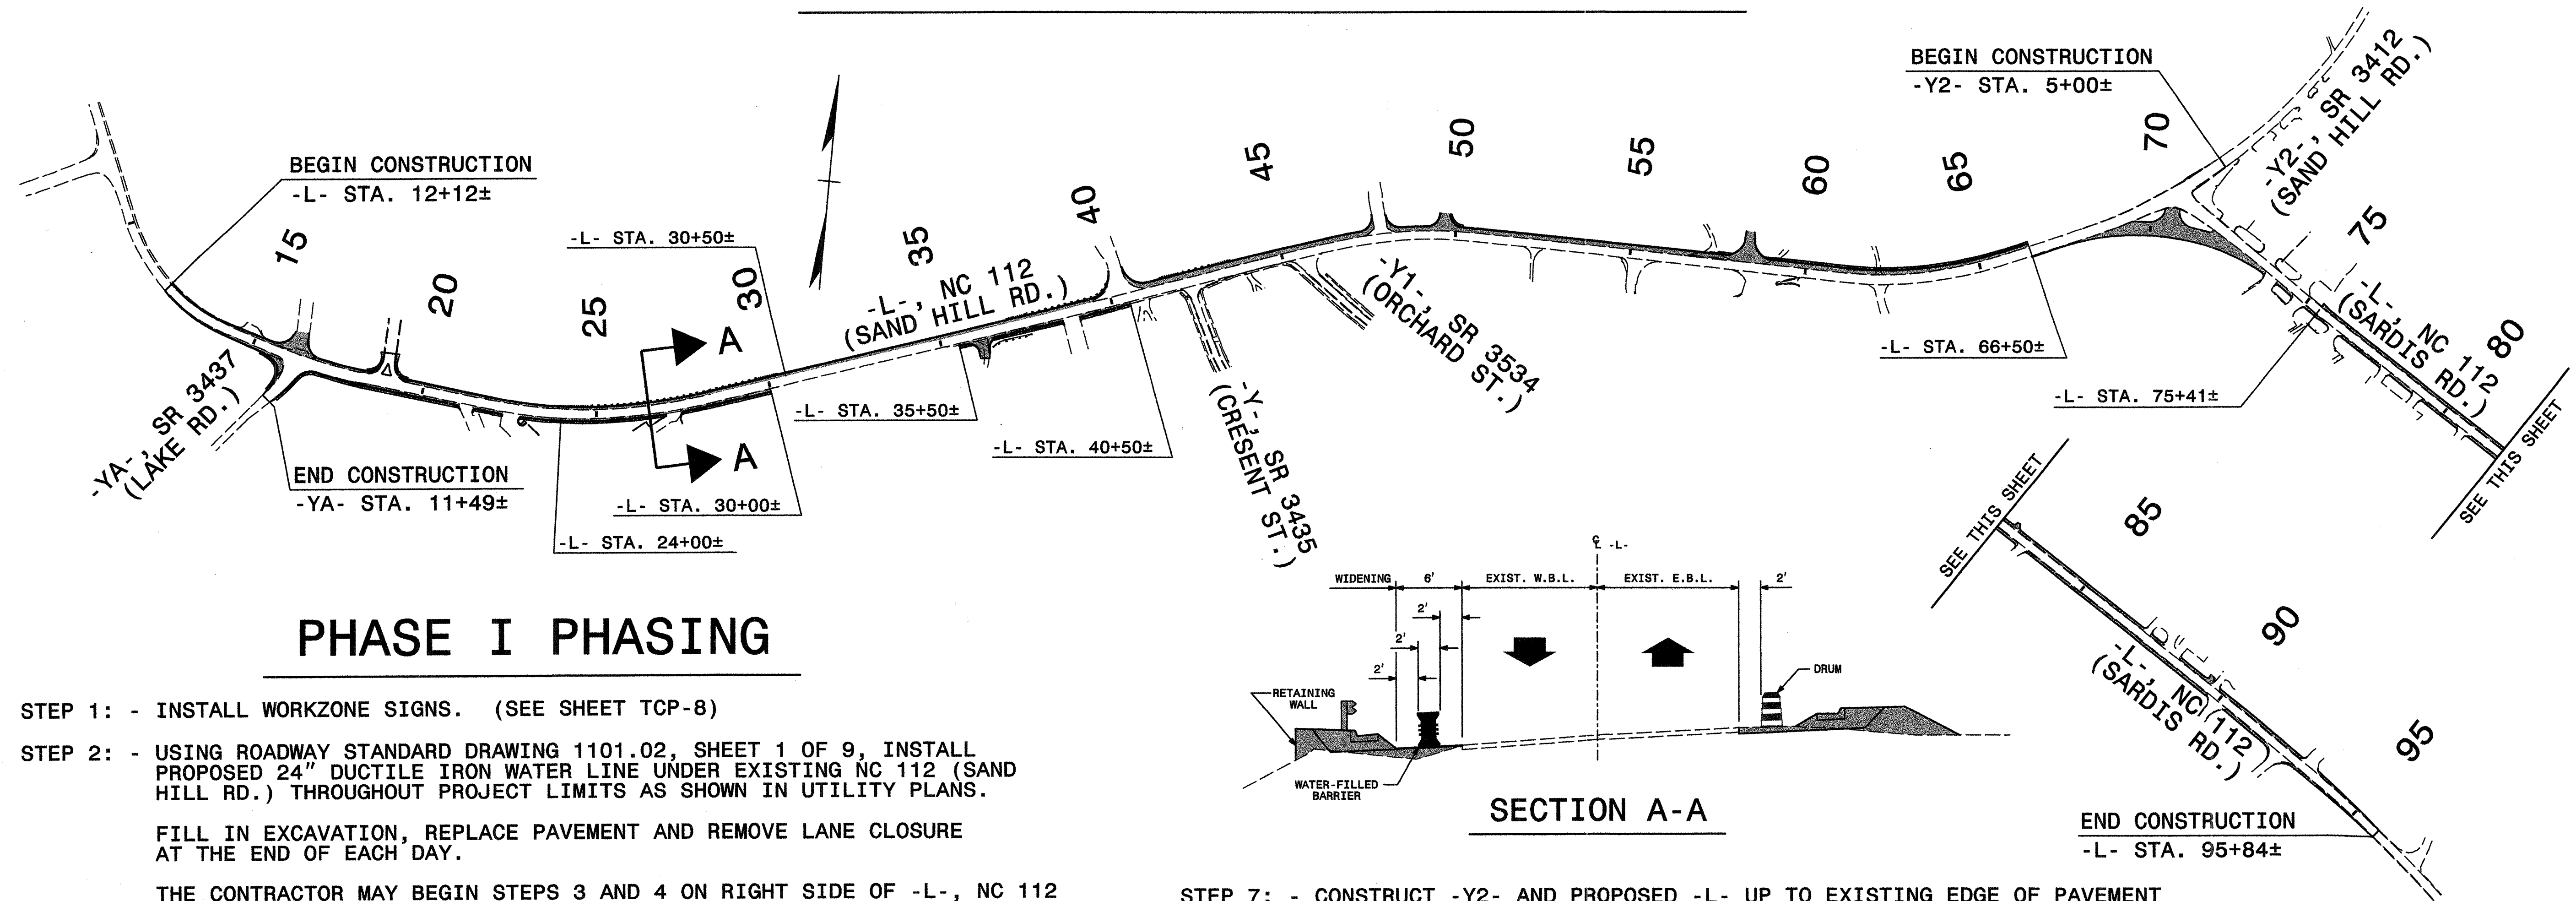 BEGIN CONSTRUCTION
-L- STA. 12+12±
15
20
25
30
35
40
45
50
55
60
65
70
75
80
-L- STA. 30+50±
-L-, NC 112
(SAND HILL RD.)
BEGIN CONSTRUCTION
-Y2- STA. 5+00±
-Y2-, SR 3412
(SAND HILL RD.)
-YA-, SR 3437
(LAKE RD.)
END CONSTRUCTION
-YA- STA. 11+49±
A
A
-L- STA. 30+00±
-L- STA. 24+00±
-L- STA. 35+50±
-L- STA. 40+50±
-Y-, SR 3435
(CRESENT ST.)
-Y1-, SR 3534
(ORCHARD ST.)
-L- STA. 66+50±
-L- STA. 75+41±
-L-, NC 112
(SARDIS RD.)
SEE THIS SHEET
SEE THIS SHEET
85
90
95
-L-, NC 112
(SARDIS RD.)
END CONSTRUCTION
-L- STA. 95+84±
℄ -L-
WIDENING 6' EXIST. W.B.L. EXIST. E.B.L. 2'
2'
2'
2'
DRUM
RETAINING
WALL
WATER-FILLED
BARRIER
SECTION A-A
PHASE I PHASING
STEP 1: - INSTALL WORKZONE SIGNS. (SEE SHEET TCP-8)
STEP 2: - USING ROADWAY STANDARD DRAWING 1101.02, SHEET 1 OF 9, INSTALL
PROPOSED 24" DUCTILE IRON WATER LINE UNDER EXISTING NC 112 (SAND
HILL RD.) THROUGHOUT PROJECT LIMITS AS SHOWN IN UTILITY PLANS.
FILL IN EXCAVATION, REPLACE PAVEMENT AND REMOVE LANE CLOSURE
AT THE END OF EACH DAY.
THE CONTRACTOR MAY BEGIN STEPS 3 AND 4 ON RIGHT SIDE OF -L-, NC 112
STEP 7: - CONSTRUCT -Y2- AND PROPOSED -L- UP TO EXISTING EDGE OF PAVEMENT